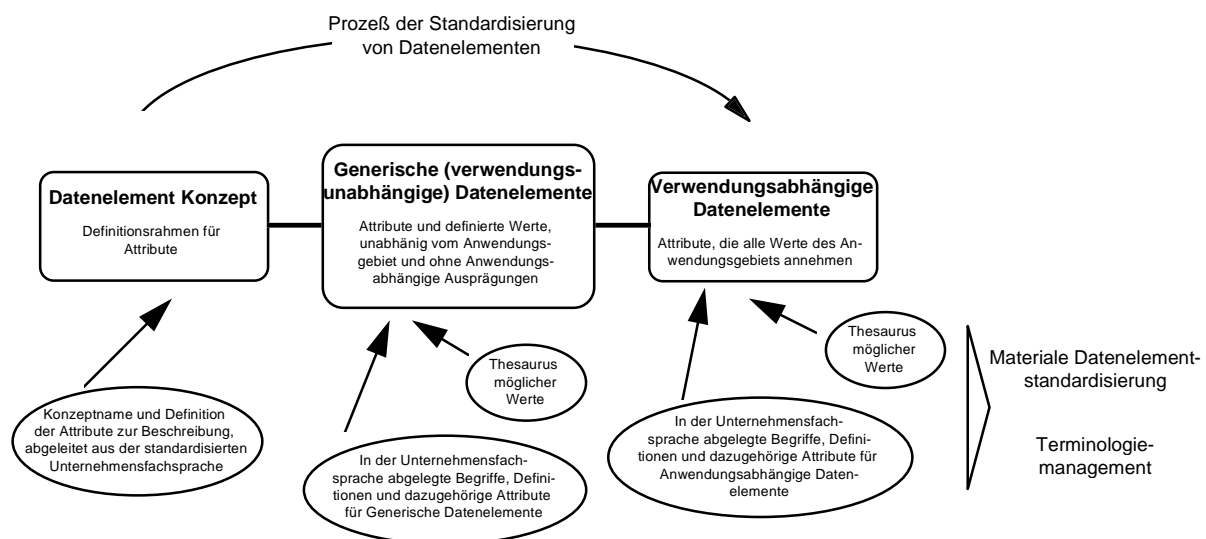 Prozeß der Standardisierung
von Datenelementen
Datenelement Konzept
Definitionsrahmen für
Attribute
Generische (verwendungs-
unabhängige) Datenelemente
Attribute und definierte Werte,
unabhänig vom Anwendungs-
gebiet und ohne Anwendungs-
abhängige Ausprägungen
Verwendungsabhängige
Datenelemente
Attribute, die alle Werte des An-
wendungsgebiets annehmen
Konzeptname und Definition
der Attribute zur Beschreibung,
abgeleitet aus der standardisierten
Unternehmensfachsprache
Thesaurus
möglicher
Werte
In der Unternehmensfach-
sprache abgelegte Begriffe, Defini-
tionen und dazugehörige Attribute
für Generische Datenelemente
Thesaurus
möglicher
Werte
In der Unternehmensfach-
sprache abgelegte Begriffe, Defini-
tionen und dazugehörige Attribute für
Anwendungsabhängige Daten-
elemente
Materiale Datenelement-
standardisierung
Terminologie-
management